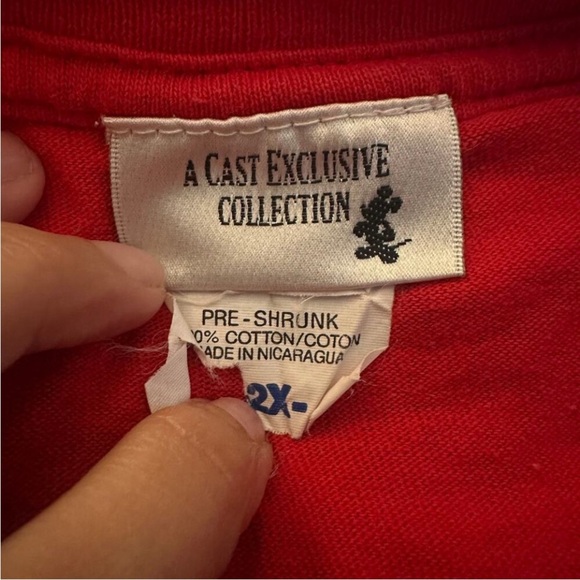 A CAST EXCLUSIVE
COLLECTION
PRE-SHRUNK
0% COTTON/COTON
ADE IN NICARAGUA
2X-